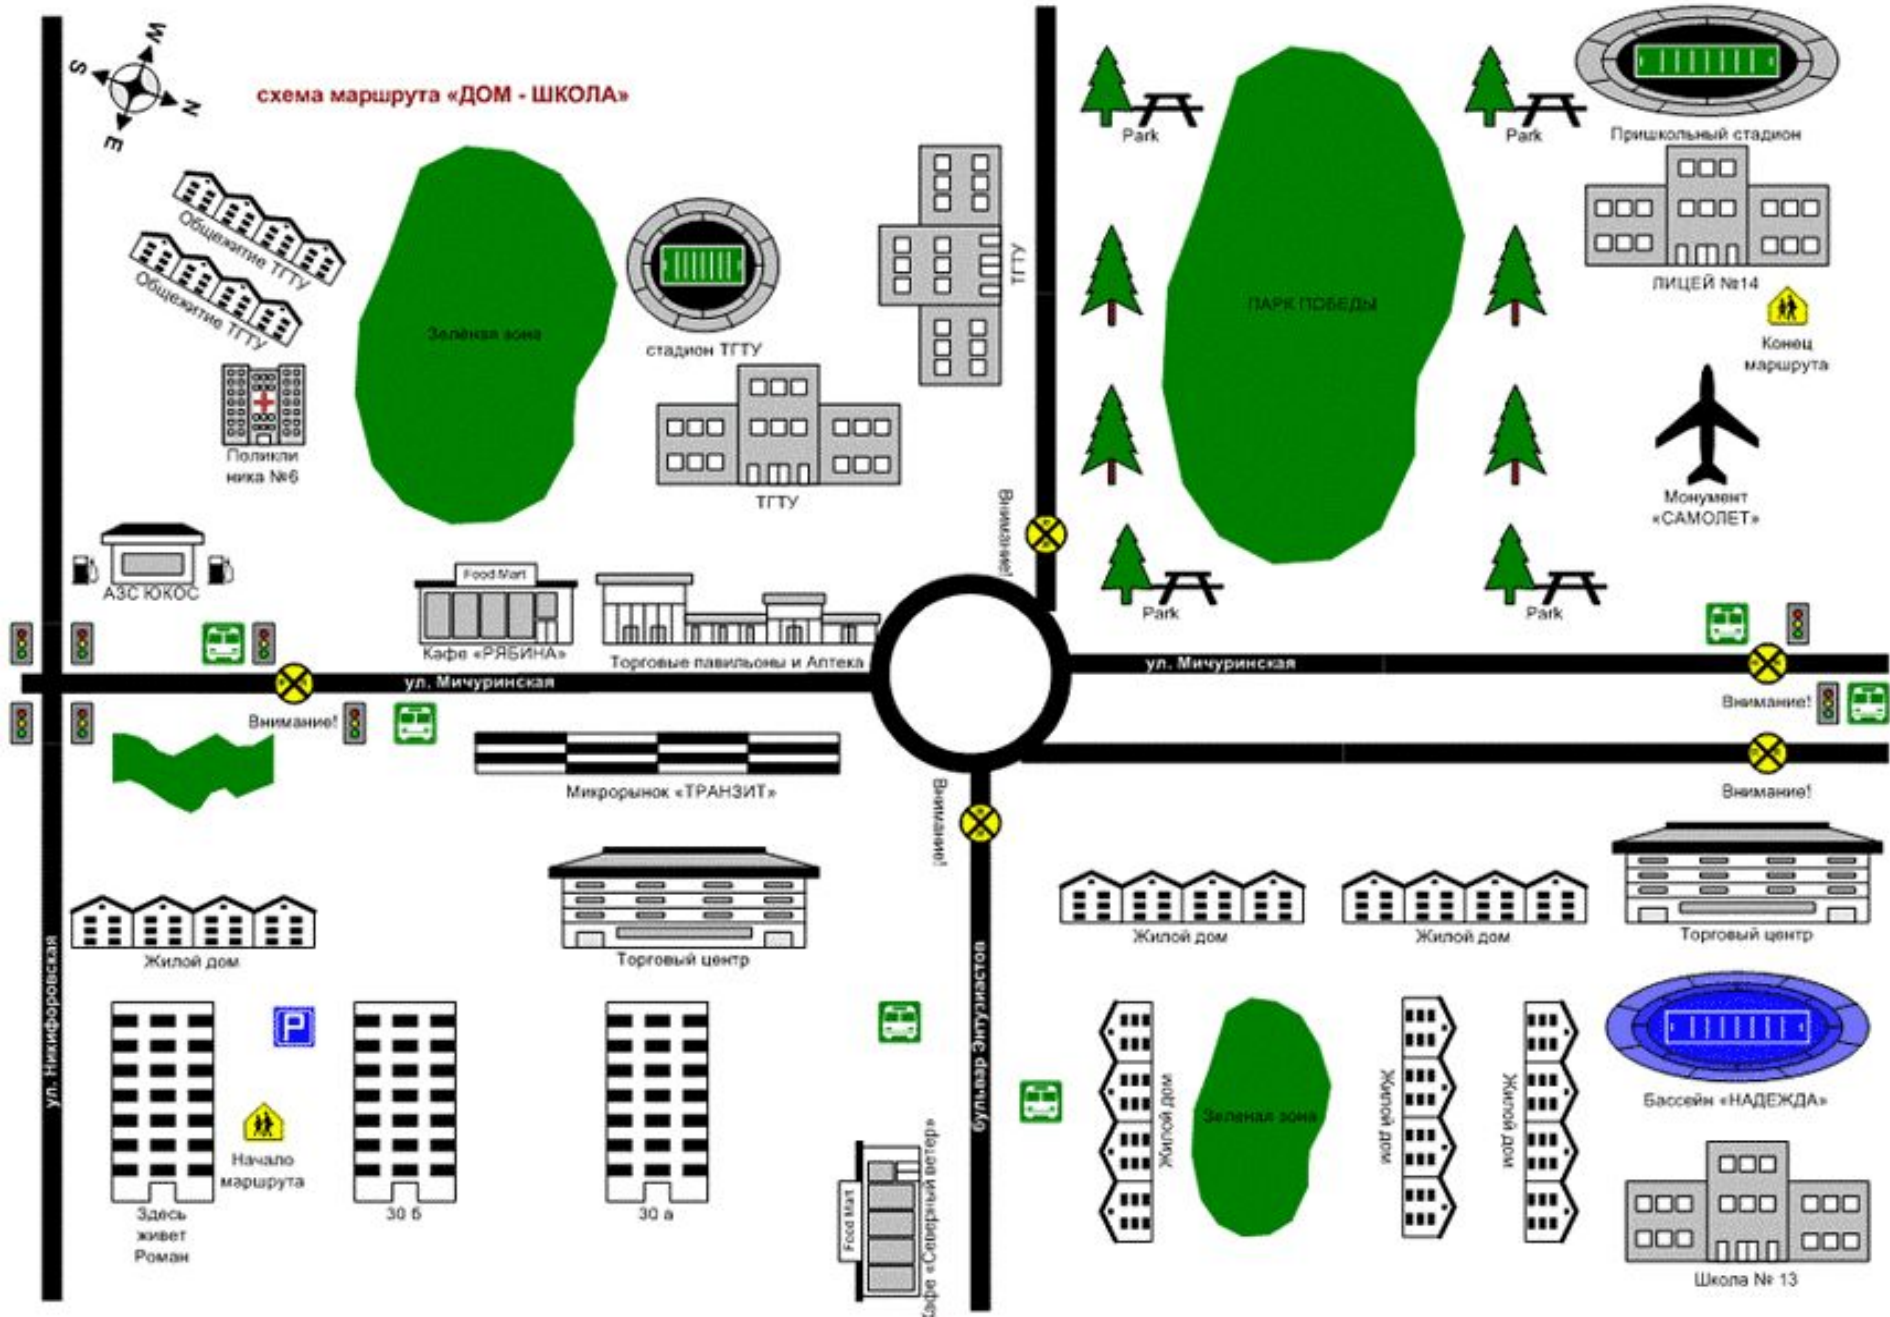 W
S
N
E
схема маршрута «ДОМ - ШКОЛА»
Park
Park
Пришкольный стадион
Общежитие ТГТУ
Общежитие ТГТУ
Зелёная зона
стадион ТГТУ
ТГТУ
ПАРК ПОБЕДЫ
ЛИЦЕЙ №14
Конец
маршрута
Поликли
ника №6
ТГТУ
Внимание!
Монумент
«САМОЛЕТ»
АЗС ЮКОС
Food Mart
Кафе «РЯБИНА»
Торговые павильоны и Аптека
Park
Park
ул. Мичуринская
ул. Мичуринская
Внимание!
Внимание!
Микрорынок «ТРАНЗИТ»
Внимание!
Внимание!
Жилой дом
Торговый центр
Жилой дом
Жилой дом
Торговый центр
ул. Никифоровская
P
бульвар Энтузиастов
Жилой дом
Зеленая зона
Жилой дом
Жилой дом
Бассейн «НАДЕЖДА»
Начало
маршрута
Здесь
живет
Роман
30 б
30 а
Food Mart
Кафе «Северный ветер»
Школа № 13